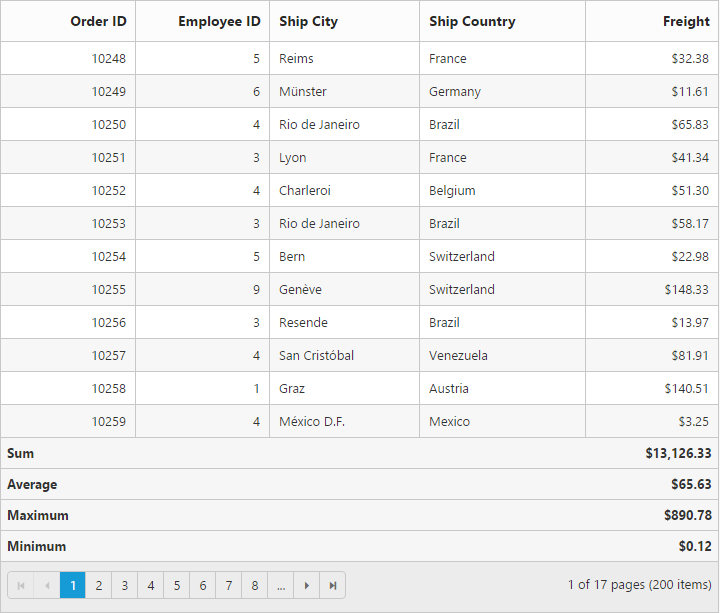 Order ID Employee ID Ship City Ship Country Freight
10248 5 Reims France $32.38
10249 6 Münster Germany $11.61
10250 4 Rio de Janeiro Brazil $65.83
10251 3 Lyon France $41.34
10252 4 Charleroi Belgium $51.30
10253 3 Rio de Janeiro Brazil $58.17
10254 5 Bern Switzerland $22.98
10255 9 Genève Switzerland $148.33
10256 3 Resende Brazil $13.97
10257 4 San Cristóbal Venezuela $81.91
10258 1 Graz Austria $140.51
10259 4 México D.F. Mexico $3.25
Sum $13,126.33
Average $65.63
Maximum $890.78
Minimum $0.12
1 2 3 4 5 6 7 8 ... 1 of 17 pages (200 items)